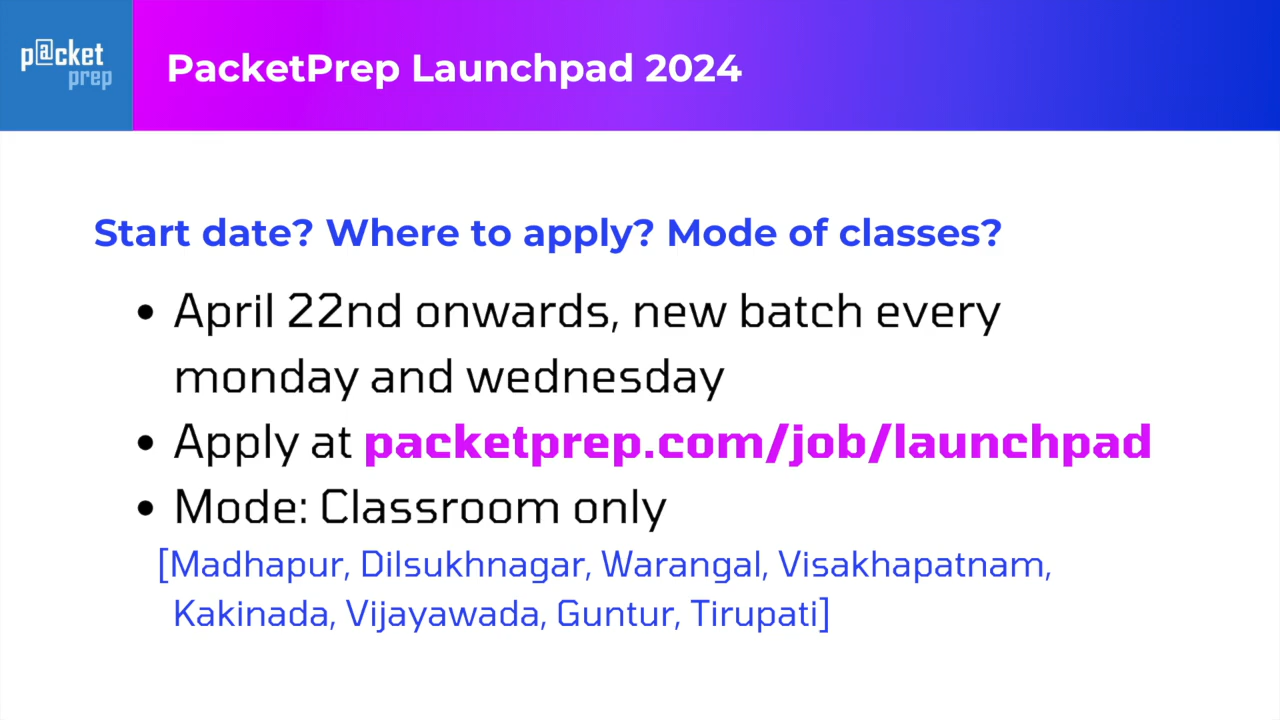 p@cket
prep
PacketPrep Launchpad 2024
Start date? Where to apply? Mode of classes?
• April 22nd onwards, new batch every
monday and wednesday
• Apply at packetprep.com/job/launchpad
• Mode: Classroom only
[Madhapur, Dilsukhnagar, Warangal, Visakhapatnam,
Kakinada, Vijayawada, Guntur, Tirupati]